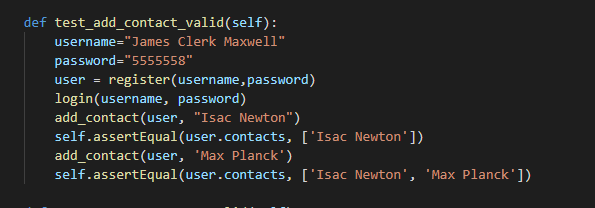 def test_add_contact_valid(self):
username="James Clerk Maxwell"
password="5555558"
user = register(username,password)
login(username, password)
add_contact(user, "Isac Newton")
self.assertEqual(user.contacts, ['Isac Newton'])
add_contact(user, 'Max Planck')
self.assertEqual(user.contacts, ['Isac Newton', 'Max Planck'])